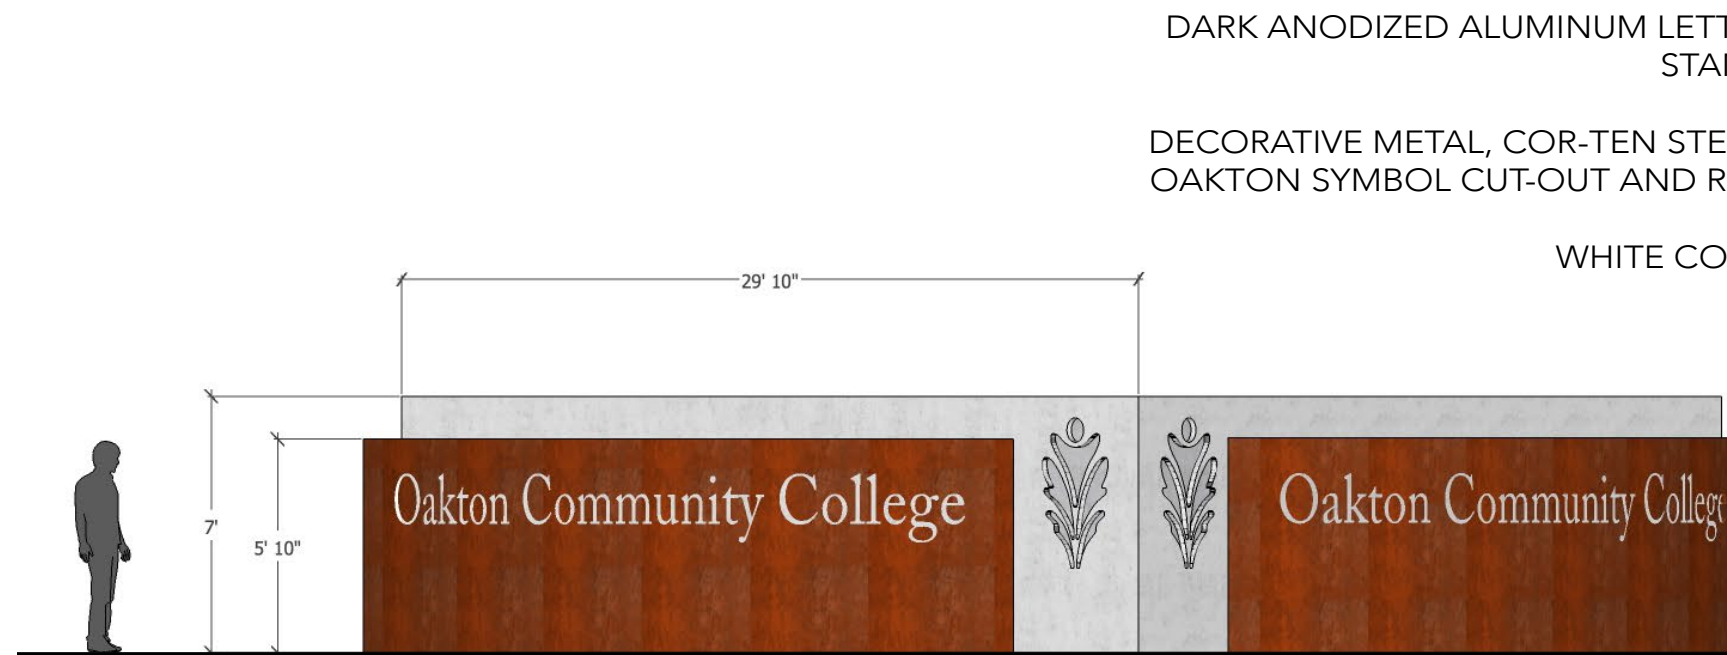 DARK ANODIZED ALUMINUM LETT
STA
DECORATIVE METAL, COR-TEN STE
OAKTON SYMBOL CUT-OUT AND R
WHITE CO
29' 10"
7'
5' 10"
Oakton Community College
Oakton Community College